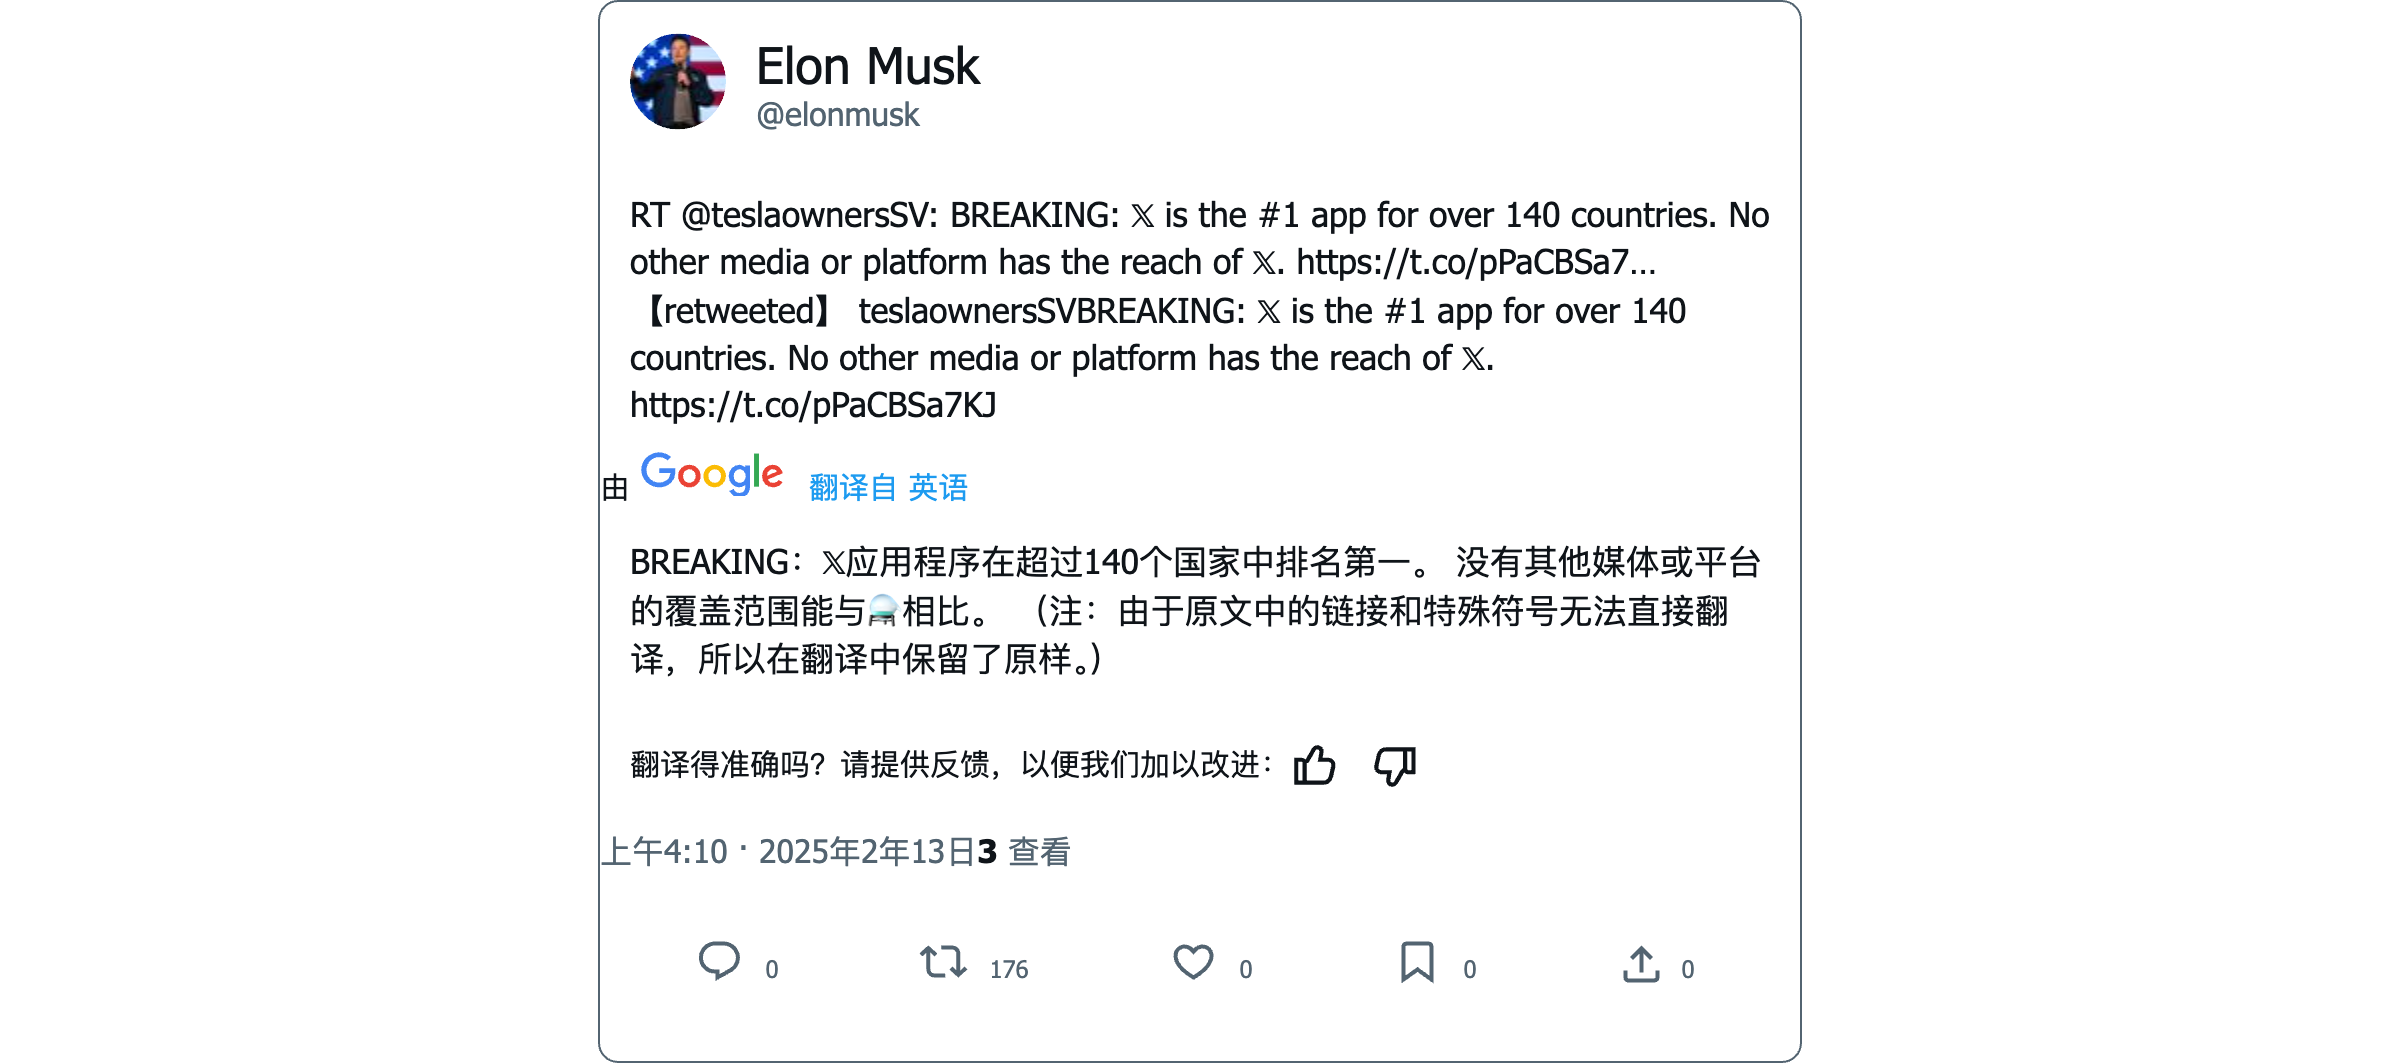 Elon Musk
@elonmusk
RT @teslaownersSV: BREAKING: 𝕏 is the #1 app for over 140 countries. No
other media or platform has the reach of 𝕏. https://t.co/pPaCBSa7…
【retweeted】 teslaownersSVBREAKING: 𝕏 is the #1 app for over 140
countries. No other media or platform has the reach of 𝕏.
https://t.co/pPaCBSa7KJ
由 Google 翻译自 英语
BREAKING：𝕏应用程序在超过140个国家中排名第一。 没有其他媒体或平台
的覆盖范围能与🔮相比。 （注：由于原文中的链接和特殊符号无法直接翻
译，所以在翻译中保留了原样。）
翻译得准确吗？请提供反馈，以便我们加以改进：
上午4:10 · 2025年2年13日3 查看
0 176 0 0 0